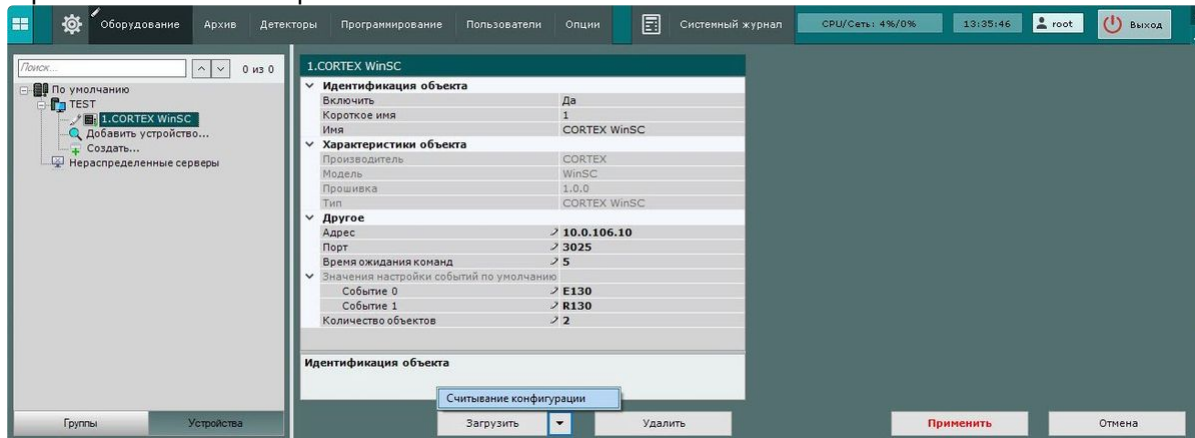 Оборудование Архив Детекторы Программирование Пользователи Опции Системный журнал CPU/Сеть: 4%/0% 13:35:46 root Выход
Поиск... 0 из 0
По умолчанию
TEST
1.CORTEX WinSC
Добавить устройство...
Создать...
Нераспределенные серверы
Группы Устройства
1.CORTEX WinSC
Идентификация объекта
Включить Да
Короткое имя 1
Имя CORTEX WinSC
Характеристики объекта
Производитель CORTEX
Модель WinSC
Прошивка 1.0.0
Тип CORTEX WinSC
Другое
Адрес 10.0.106.10
Порт 3025
Время ожидания команд 5
Значения настройки событий по умолчанию
Событие 0 E130
Событие 1 R130
Количество объектов 2
Идентификация объекта
Считывание конфигурации
Загрузить Удалить Применить Отмена